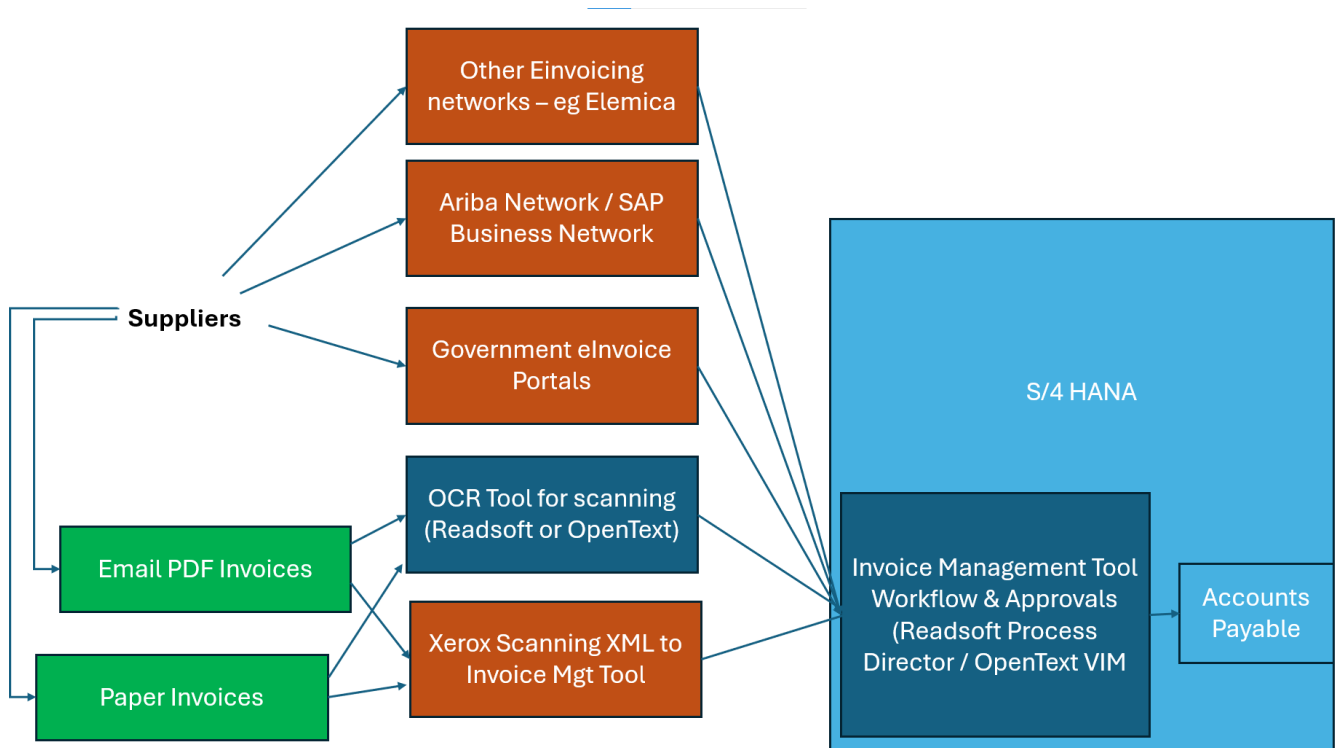 Other Einvoicing
networks – eg Elemica
Ariba Network / SAP
Business Network
Suppliers
Government eInvoice
Portals
S/4 HANA
OCR Tool for scanning
(Readsoft or OpenText)
Email PDF Invoices
Invoice Management Tool
Workflow & Approvals
(Readsoft Process
Director / OpenText VIM
Accounts
Payable
Xerox Scanning XML to
Invoice Mgt Tool
Paper Invoices